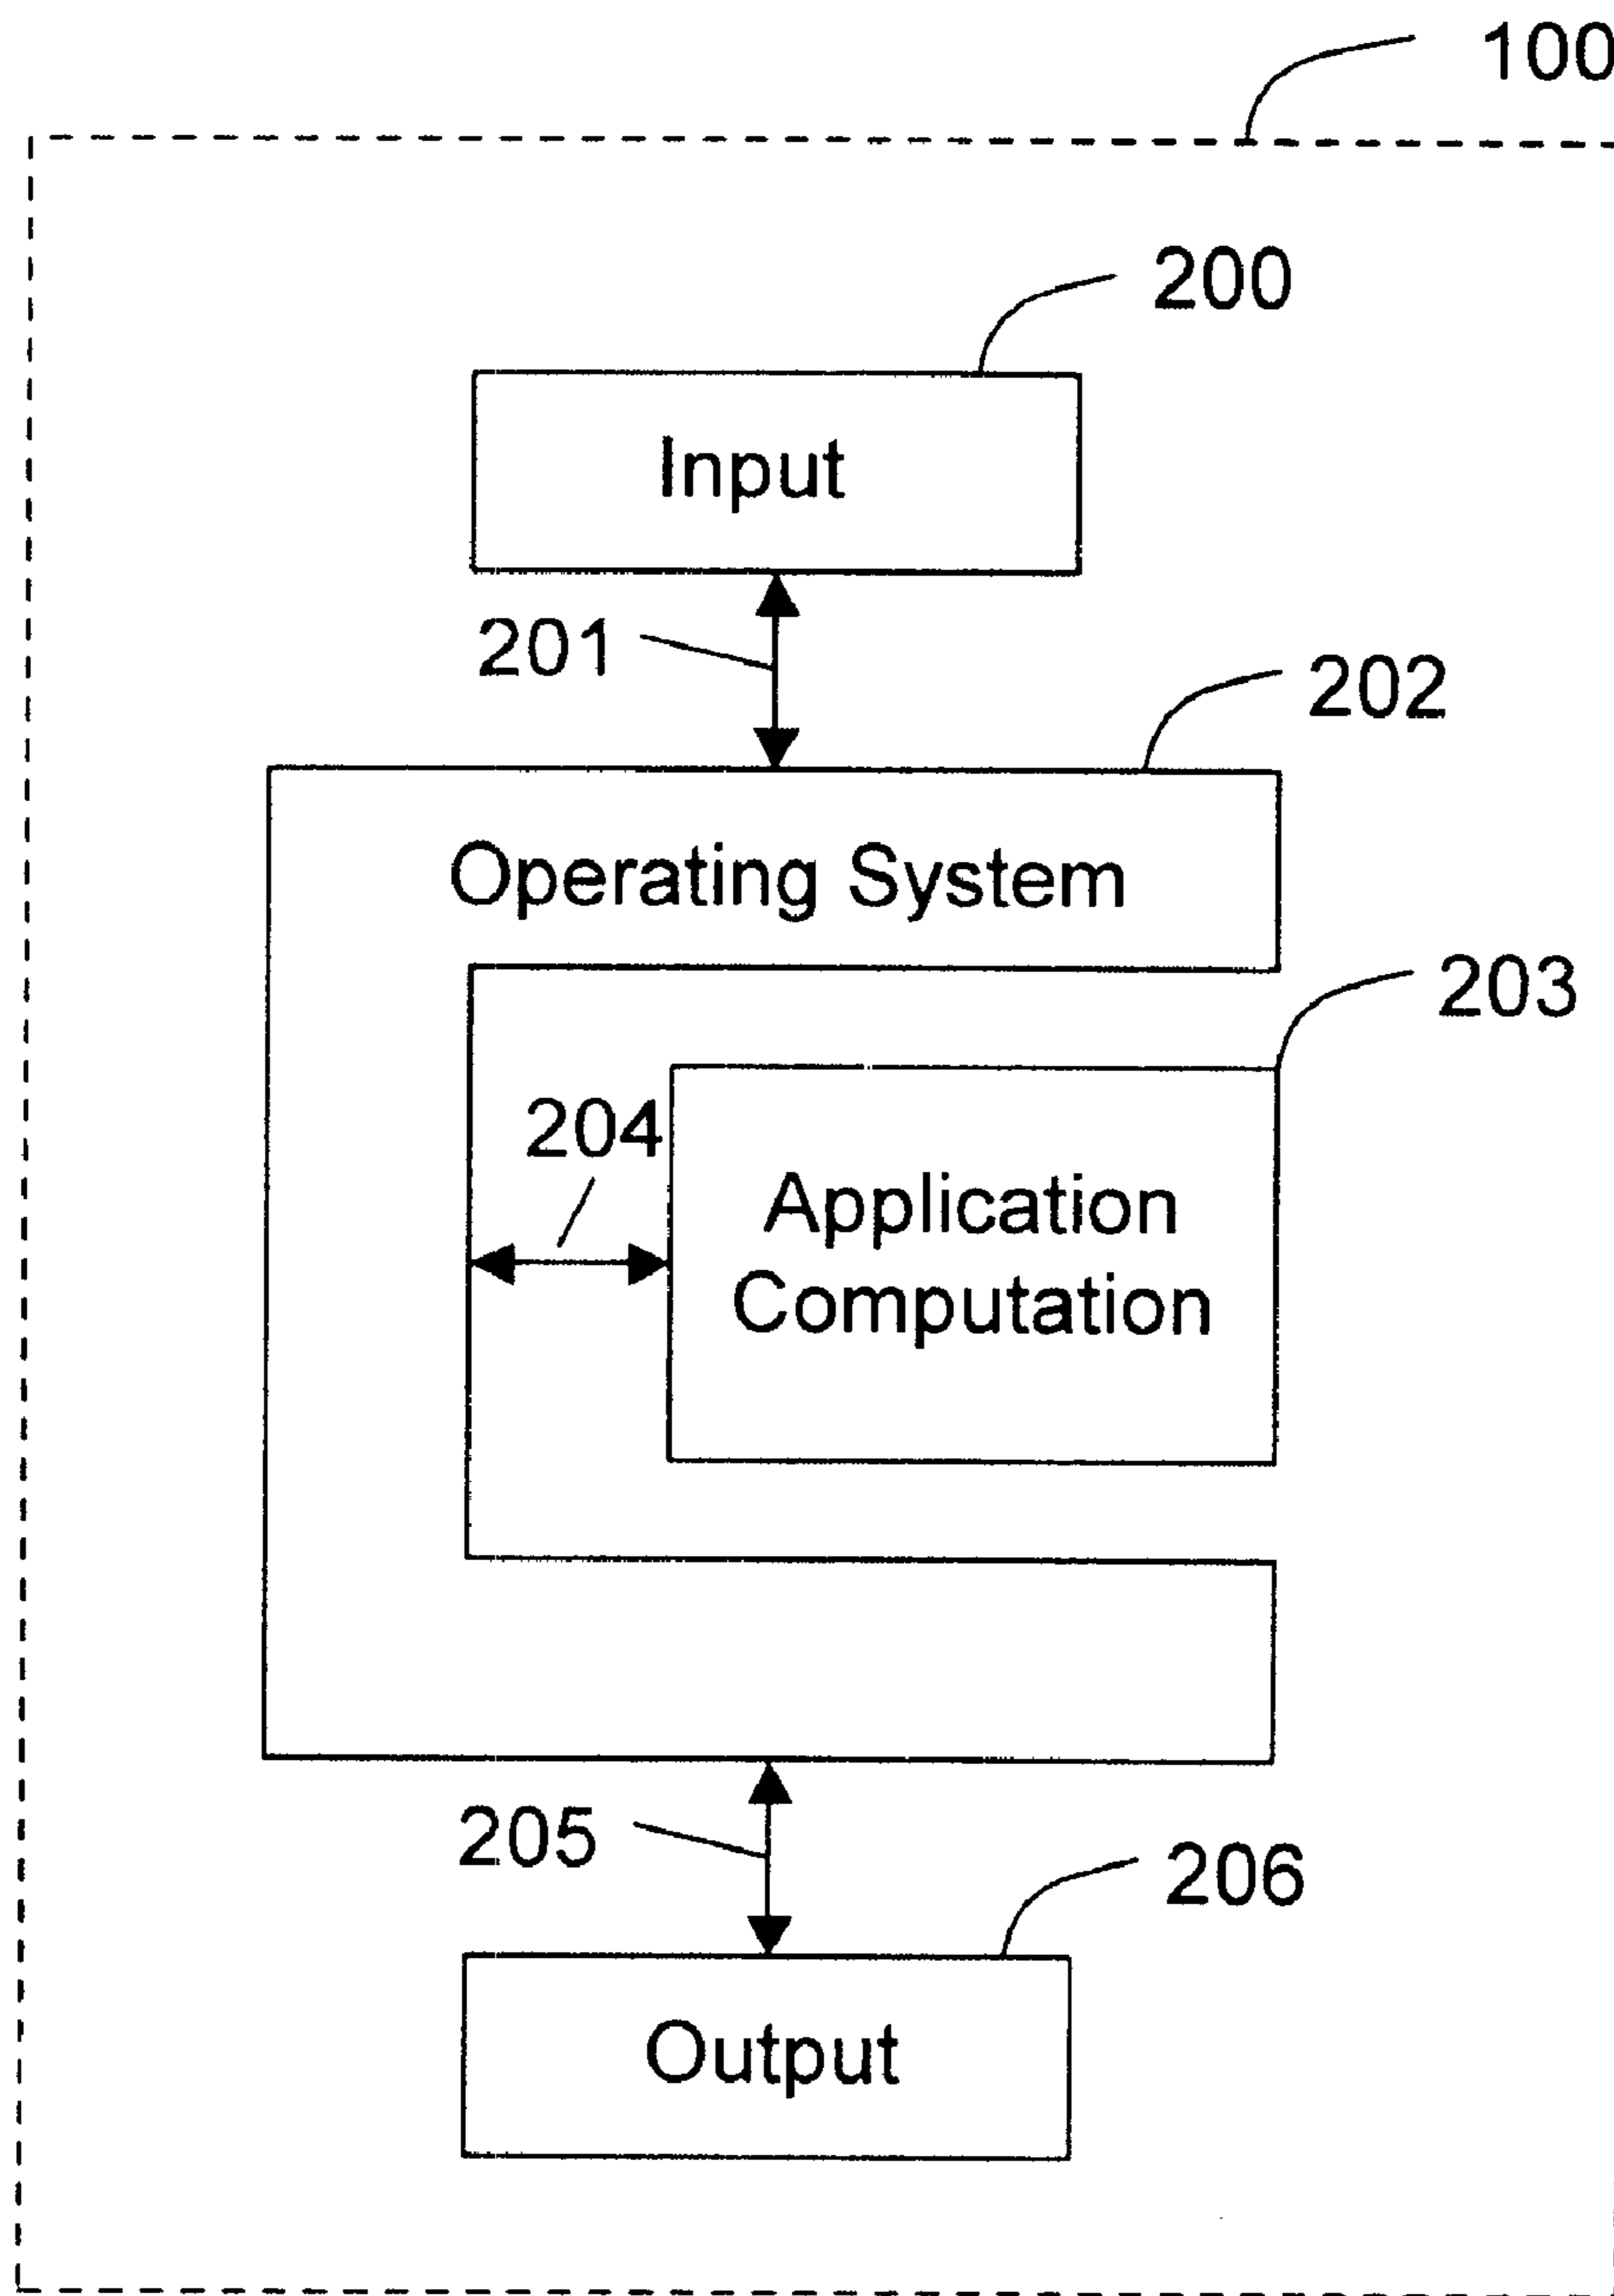 100
200
Input
201
202
Operating System
203
204
Application
Computation
205
206
Output